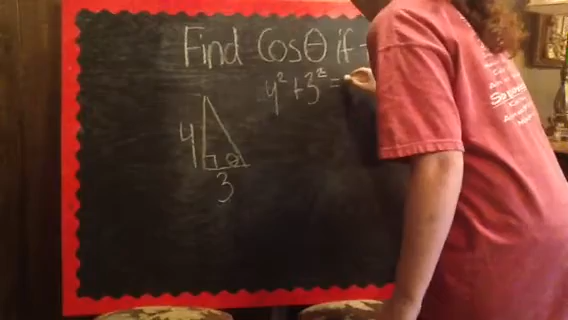 Find Cosθ if
4² + 3² =
4
θ
3